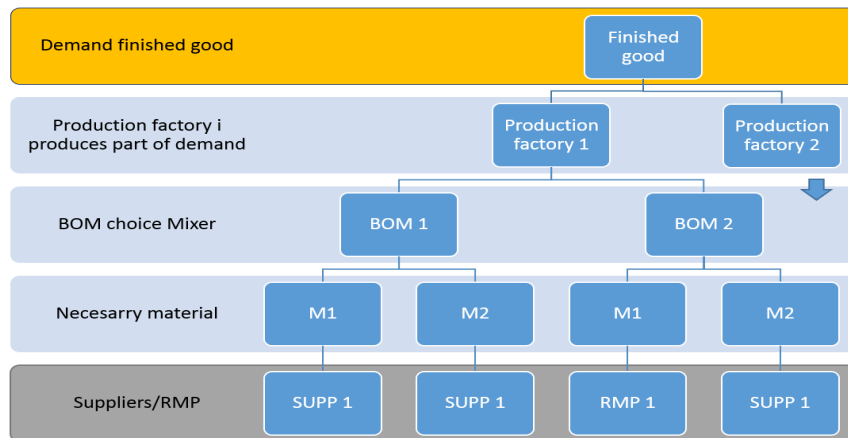 Demand finished good
Finished
good
Production factory i
produces part of demand
Production
factory 1
Production
factory 2
BOM choice Mixer
BOM 1
BOM 2
Necesarry material
M1
M2
M1
M2
Suppliers/RMP
SUPP 1
SUPP 1
RMP 1
SUPP 1